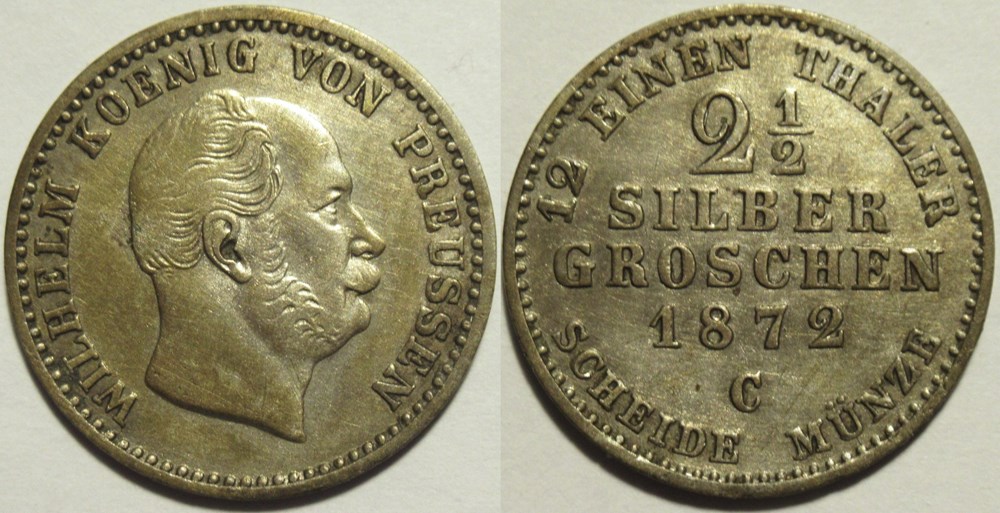 WILHELM KOENIG VON PREUSSEN
12 EINEN THALER
2 1/2
SILBER
GROSCHEN
1872
C
SCHEIDE MÜNZE